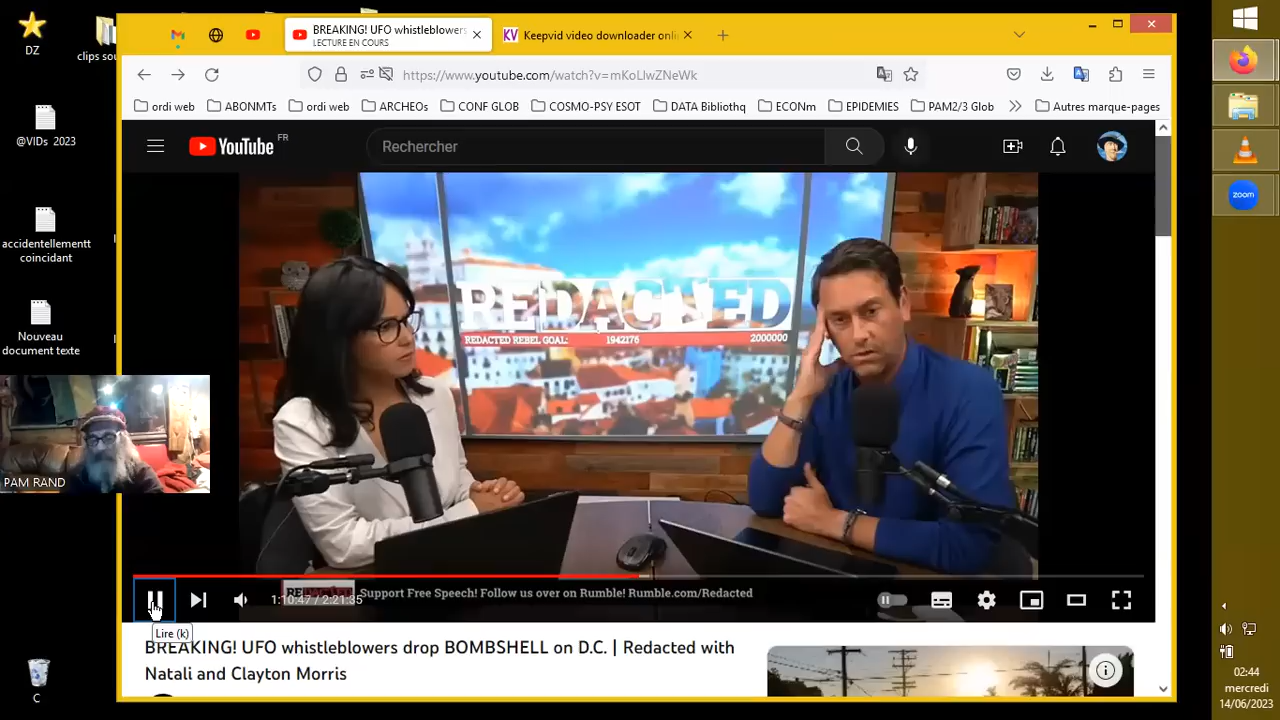 DZ
clips sou
@VIDs 2023
accidentellementt
coincidant
Nouveau
document texte
C
PAM RAND
BREAKING! UFO whistleblowers
LECTURE EN COURS
KV Keepvid video downloader onli
https://www.youtube.com/watch?v=mKoLlwZNeWk
ordi web
ABONMTs
ordi web
ARCHEOs
CONF GLOB
COSMO-PSY ESOT
DATA Bibliothq
ECONm
EPIDEMIES
PAM2/3 Glob
Autres marque-pages
YouTube FR
Rechercher
REDACTED
REDACTED REBEL GOAL: 1942176 2000000
REDACTED
Support Free Speech! Follow us over on Rumble! Rumble.com/Redacted
1:10:47 / 2:21:35
Lire (k)
BREAKING! UFO whistleblowers drop BOMBSHELL on D.C. | Redacted with
Natali and Clayton Morris
zoom
02:44
mercredi
14/06/2023